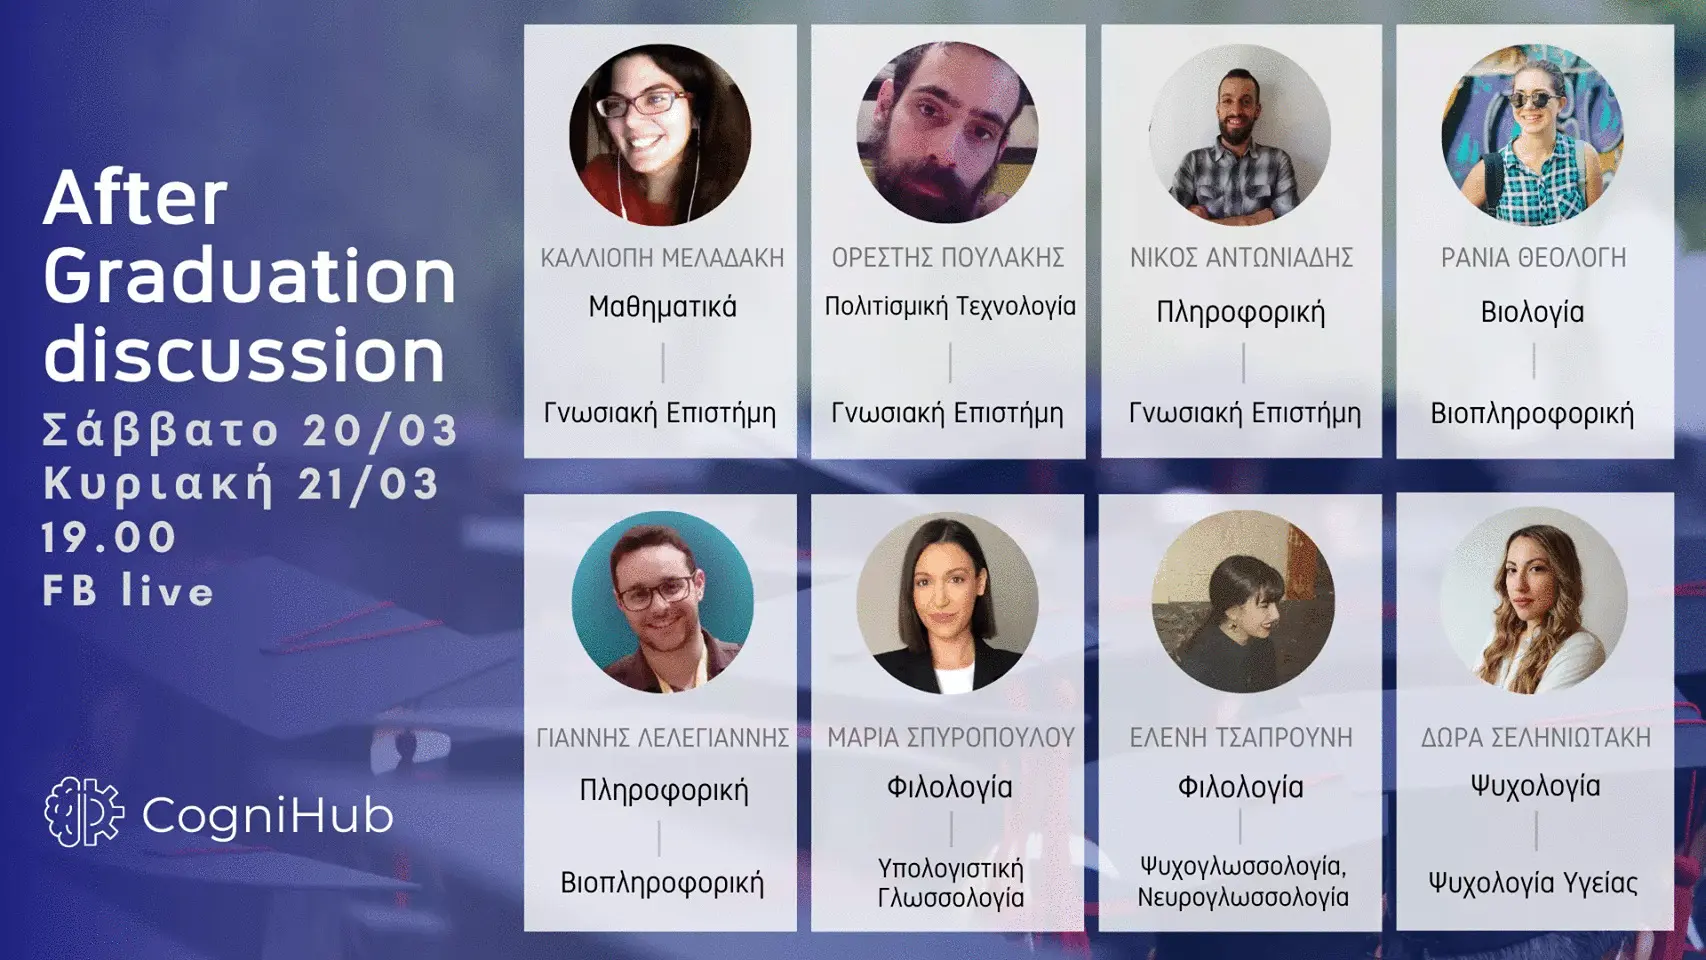 After
Graduation
discussion
Σάββατο 20/03
Κυριακή 21/03
19.00
FB live
CogniHub
ΚΑΛΛΙΟΠΗ ΜΕΛΑΔΑΚΗ
Μαθηματικά
Γνωσιακή Επιστήμη
ΟΡΕΣΤΗΣ ΠΟΥΛΑΚΗΣ
Πολιτισμική Τεχνολογία
Γνωσιακή Επιστήμη
ΝΙΚΟΣ ΑΝΤΩΝΙΑΔΗΣ
Πληροφορική
Γνωσιακή Επιστήμη
ΡΑΝΙΑ ΘΕΟΛΟΓΗ
Βιολογία
Βιοπληροφορική
ΓΙΑΝΝΗΣ ΛΕΛΕΓΙΑΝΝΗΣ
Πληροφορική
Βιοπληροφορική
ΜΑΡΙΑ ΣΠΥΡΟΠΟΥΛΟΥ
Φιλολογία
Υπολογιστική
Γλωσσολογία
ΕΛΕΝΗ ΤΣΑΠΡΟΥΝΗ
Φιλολογία
Ψυχογλωσσολογία,
Νευρογλωσσολογία
ΔΩΡΑ ΣΕΛΗΝΙΩΤΑΚΗ
Ψυχολογία
Ψυχολογία Υγείας